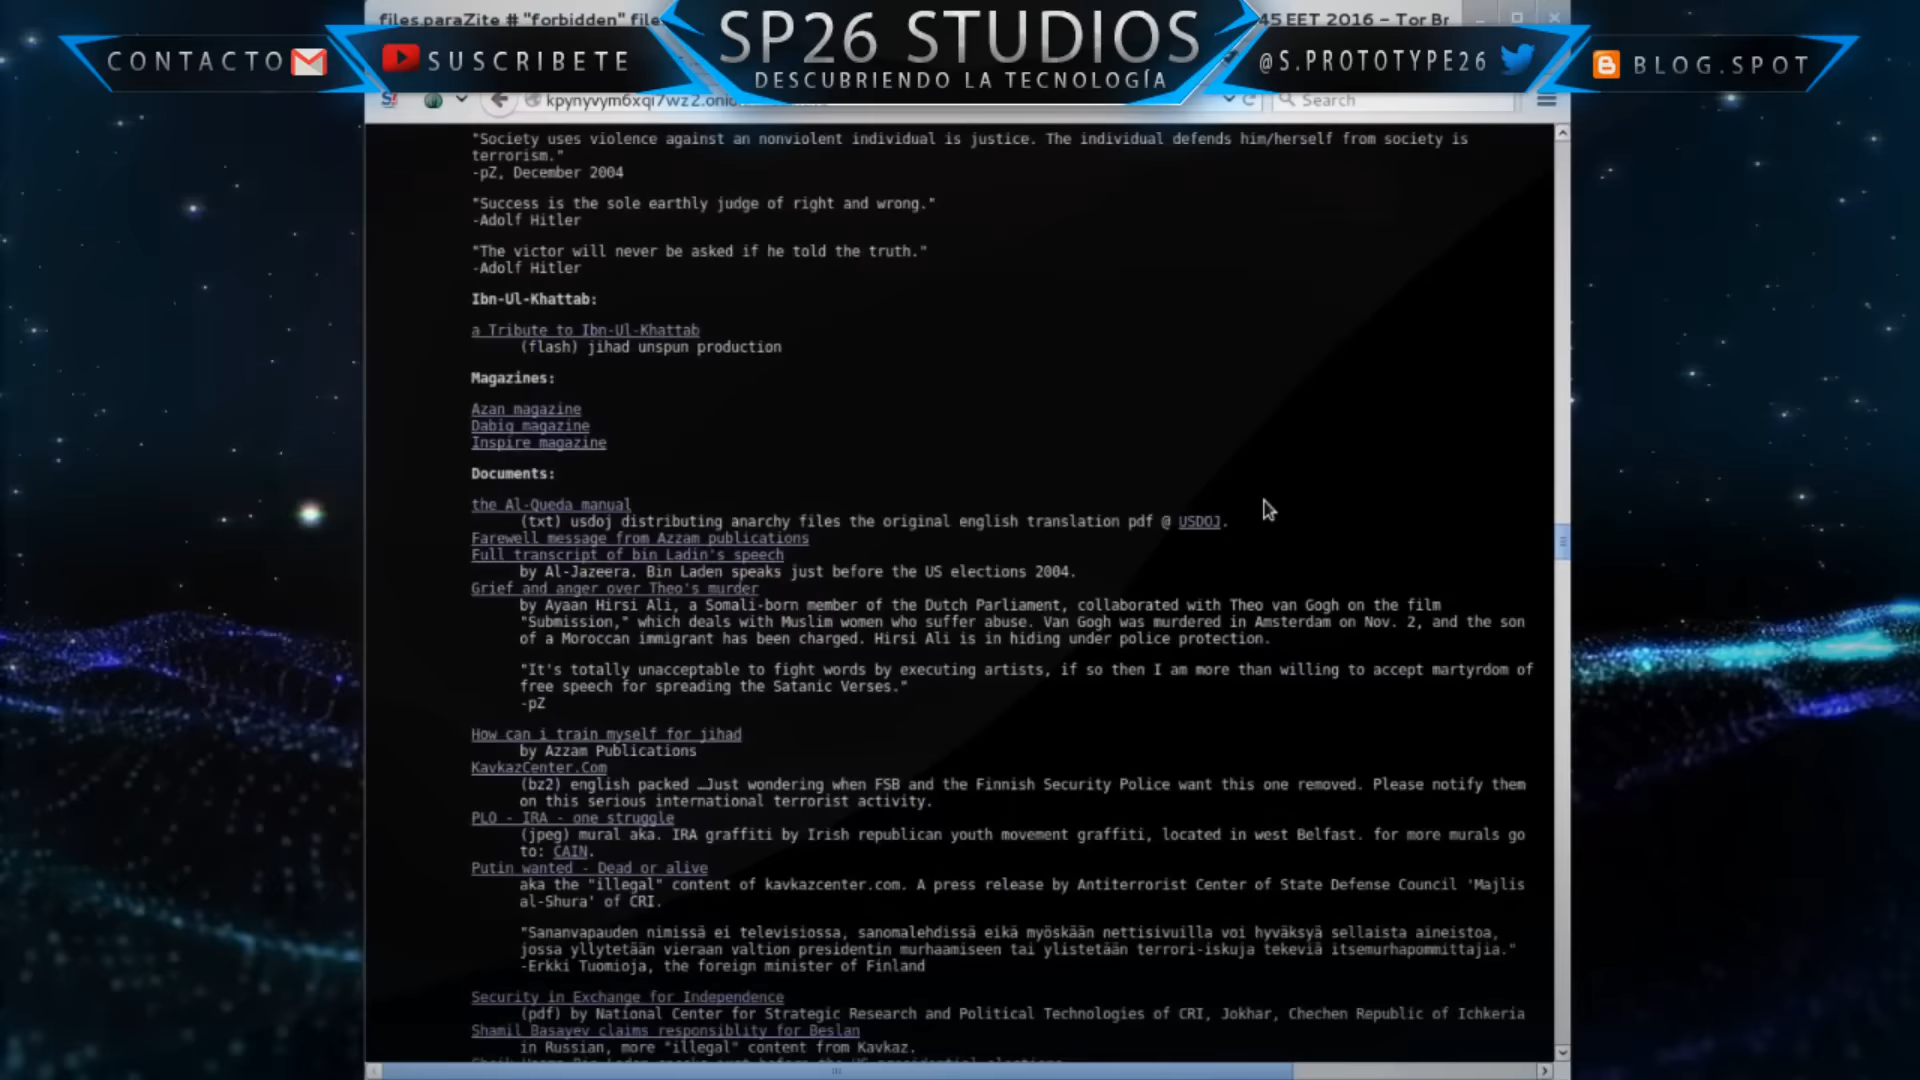 files.paraZite # "forbidden" file
45 EET 2016 – Tor Br
SP26 STUDIOS
DESCUBRIENDO LA TECNOLOGÍA
CONTACTO
SUSCRIBETE
@S.PROTOTYPE26
BLOG.SPOT
kpynyvym6xqi7wz2.oni
Search
"Society uses violence against an nonviolent individual is justice. The individual defends him/herself from society is
terrorism."
-pZ, December 2004
"Success is the sole earthly judge of right and wrong."
-Adolf Hitler
"The victor will never be asked if he told the truth."
-Adolf Hitler
Ibn-Ul-Khattab:
a Tribute to Ibn-Ul-Khattab
(flash) jihad unspun production
Magazines:
Azan magazine
Dabiq magazine
Inspire magazine
Documents:
the Al-Queda manual
(txt) usdoj distributing anarchy files the original english translation pdf @ USDOJ.
Farewell message from Azzam publications
Full transcript of bin Ladin's speech
by Al-Jazeera. Bin Laden speaks just before the US elections 2004.
Grief and anger over Theo's murder
by Ayaan Hirsi Ali, a Somali-born member of the Dutch Parliament, collaborated with Theo van Gogh on the film
"Submission," which deals with Muslim women who suffer abuse. Van Gogh was murdered in Amsterdam on Nov. 2, and the son
of a Moroccan immigrant has been charged. Hirsi Ali is in hiding under police protection.
"It's totally unacceptable to fight words by executing artists, if so then I am more than willing to accept martyrdom of
free speech for spreading the Satanic Verses."
-pZ
How can i train myself for jihad
by Azzam Publications
KavkazCenter.Com
(bz2) english packed …Just wondering when FSB and the Finnish Security Police want this one removed. Please notify them
on this serious international terrorist activity.
PLO - IRA - one struggle
(jpeg) mural aka. IRA graffiti by Irish republican youth movement graffiti, located in west Belfast. for more murals go
to: CAIN.
Putin wanted - Dead or alive
aka the "illegal" content of kavkazcenter.com. A press release by Antiterrorist Center of State Defense Council 'Majlis
al-Shura' of CRI.
"Sananvapauden nimissä ei televisiossa, sanomalehdissä eikä myöskään nettisivuilla voi hyväksyä sellaista aineistoa,
jossa yllytetään vieraan valtion presidentin murhaamiseen tai ylistetään terrori-iskuja tekeviä itsemurhapommittajia."
-Erkki Tuomioja, the foreign minister of Finland
Security in Exchange for Independence
(pdf) by National Center for Strategic Research and Political Technologies of CRI, Jokhar, Chechen Republic of Ichkeria
Shamil Basayev claims responsiblity for Beslan
in Russian, more "illegal" content from Kavkaz.